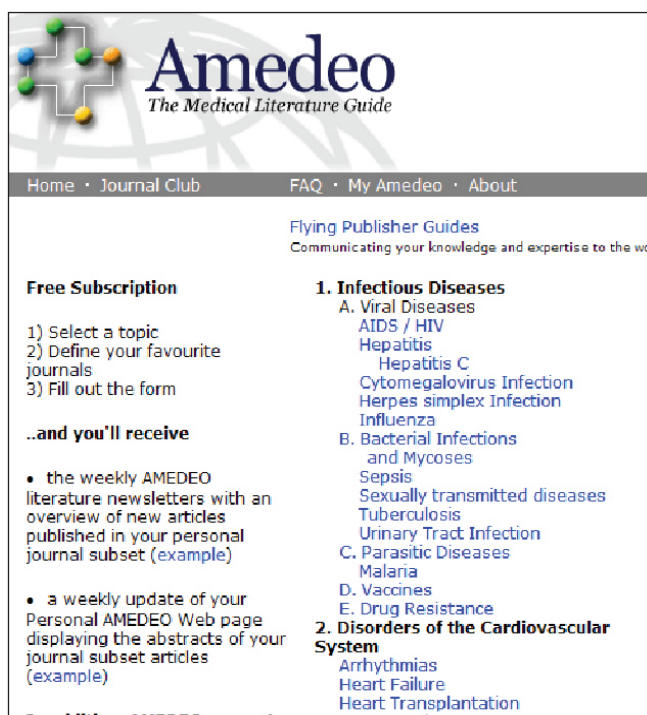 Amedeo
The Medical Literature Guide
Home · Journal Club FAQ · My Amedeo · About
Flying Publisher Guides
Communicating your knowledge and expertise to the
Free Subscription
1) Select a topic
2) Define your favourite
journals
3) Fill out the form
..and you'll receive
• the weekly AMEDEO
literature newsletters with an
overview of new articles
published in your personal
journal subset (example)
• a weekly update of your
Personal AMEDEO Web page
displaying the abstracts of your
journal subset articles
(example)
1. Infectious Diseases
A. Viral Diseases
AIDS / HIV
Hepatitis
Hepatitis C
Cytomegalovirus Infection
Herpes simplex Infection
Influenza
B. Bacterial Infections
and Mycoses
Sepsis
Sexually transmitted diseases
Tuberculosis
Urinary Tract Infection
C. Parasitic Diseases
Malaria
D. Vaccines
E. Drug Resistance
2. Disorders of the Cardiovascular
System
Arrhythmias
Heart Failure
Heart Transplantation